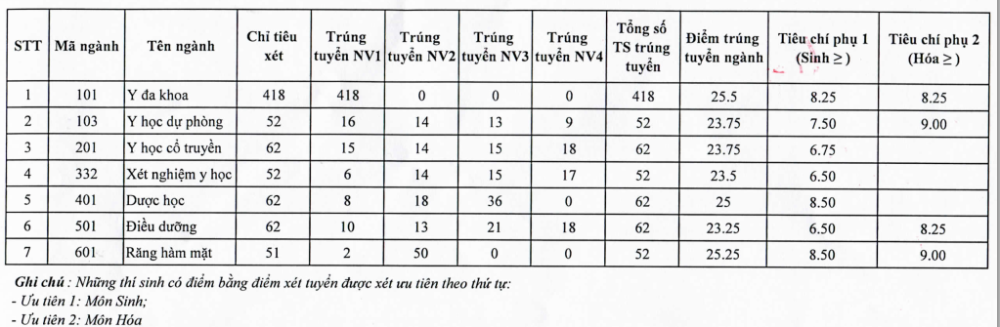 STT | Mã ngành | Tên ngành | Chỉ tiêu xét | Trúng tuyển NV1 | Trúng tuyển NV2 | Trúng tuyển NV3 | Trúng tuyển NV4 | Tổng số TS trúng tuyển | Điểm trúng tuyển ngành | Tiêu chí phụ 1 (Sinh ≥ ) | Tiêu chí phụ 2 (Hóa ≥ )
1 | 101 | Y đa khoa | 418 | 418 | 0 | 0 | 0 | 418 | 25.5 | 8.25 | 8.25
2 | 103 | Y học dự phòng | 52 | 16 | 14 | 13 | 9 | 52 | 23.75 | 7.50 | 9.00
3 | 201 | Y học cổ truyền | 62 | 15 | 14 | 15 | 18 | 62 | 23.75 | 6.75
4 | 332 | Xét nghiệm y học | 52 | 6 | 14 | 15 | 17 | 52 | 23.5 | 6.50
5 | 401 | Dược học | 62 | 8 | 18 | 36 | 0 | 62 | 25 | 8.50
6 | 501 | Điều dưỡng | 62 | 10 | 13 | 21 | 18 | 62 | 23.25 | 6.50 | 8.25
7 | 601 | Răng hàm mặt | 51 | 2 | 50 | 0 | 0 | 52 | 25.25 | 8.50 | 9.00
Ghi chú : Những thí sinh có điểm bằng điểm xét tuyển được xét ưu tiên theo thứ tự:
- Ưu tiên 1: Môn Sinh;
- Ưu tiên 2: Môn Hóa